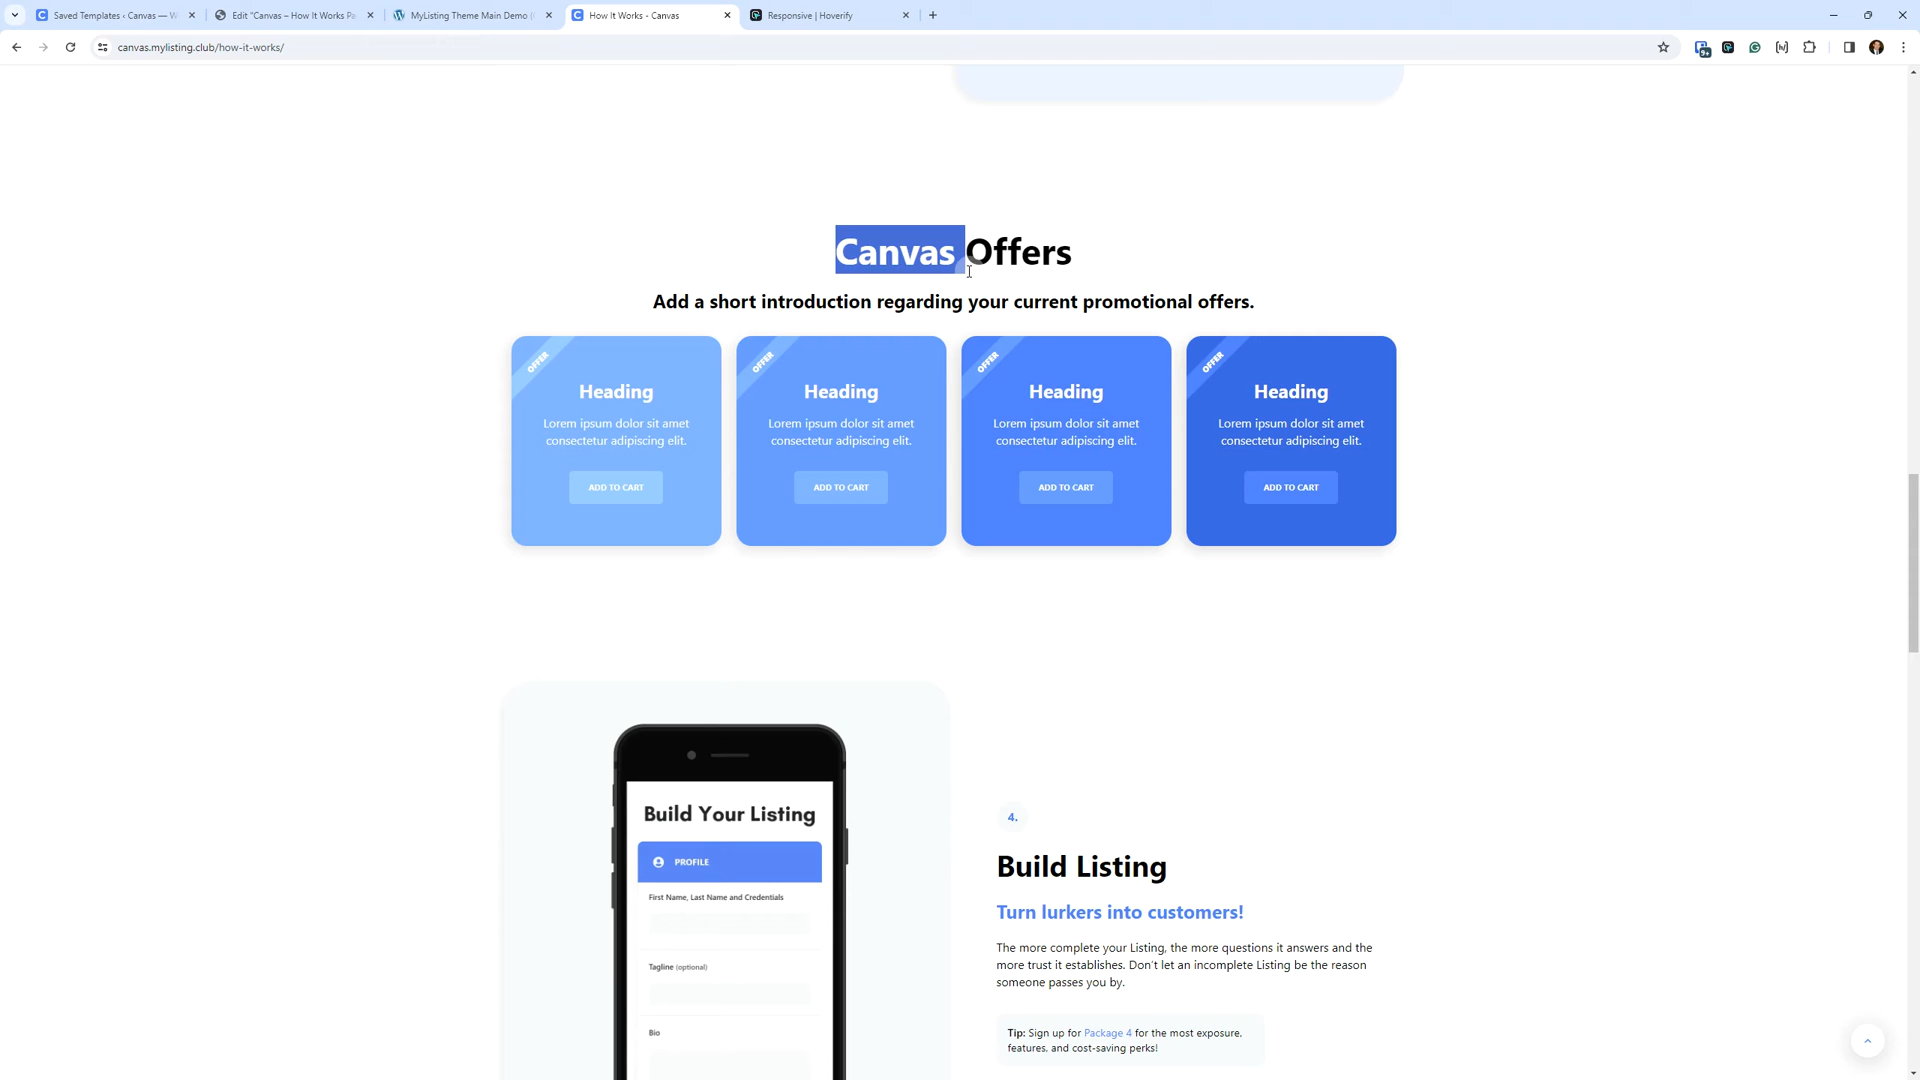 Saved Templates ‹ Canvas — W
Edit "Canvas – How It Works Pa
MyListing Theme Main Demo (
How It Works - Canvas
Responsive | Hoverify
canvas.mylisting.club/how-it-works/
9+
Canvas Offers
Add a short introduction regarding your current promotional offers.
OFFER
Heading
Lorem ipsum dolor sit amet
consectetur adipiscing elit.
ADD TO CART
OFFER
Heading
Lorem ipsum dolor sit amet
consectetur adipiscing elit.
ADD TO CART
OFFER
Heading
Lorem ipsum dolor sit amet
consectetur adipiscing elit.
ADD TO CART
OFFER
Heading
Lorem ipsum dolor sit amet
consectetur adipiscing elit.
ADD TO CART
Build Your Listing
PROFILE
First Name, Last Name and Credentials
Tagline (optional)
Bio
4.
Build Listing
Turn lurkers into customers!
The more complete your Listing, the more questions it answers and the
more trust it establishes. Don't let an incomplete Listing be the reason
someone passes you by.
Tip: Sign up for Package 4 for the most exposure,
features, and cost-saving perks!